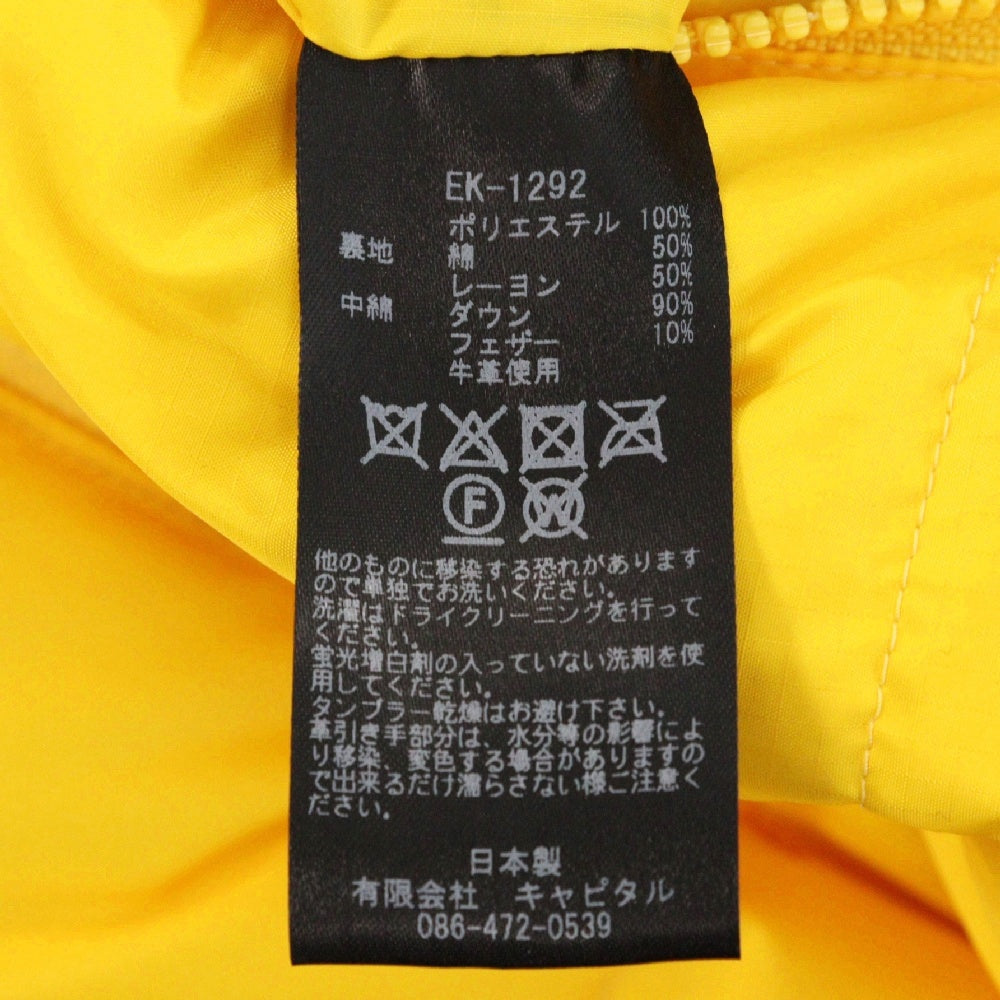 EK-1292
ポリエステル 100%
裏地 綿 50%
レーヨン 50%
中綿 ダウン 90%
フェザー 10%
牛革使用
F W
他のものに移染する恐れがあります
ので単独でお洗いください。
洗濯はドライクリーニングを行って
ください。
蛍光増白剤の入っていない洗剤を使
用してください。
タンブラー乾燥はお避け下さい。
革引き手部分は、水分等の影響によ
り移染、変色する場合がありますの
で出来るだけ濡らさない様ご注意く
ださい。
日本製
有限会社 キャピタル
086-472-0539